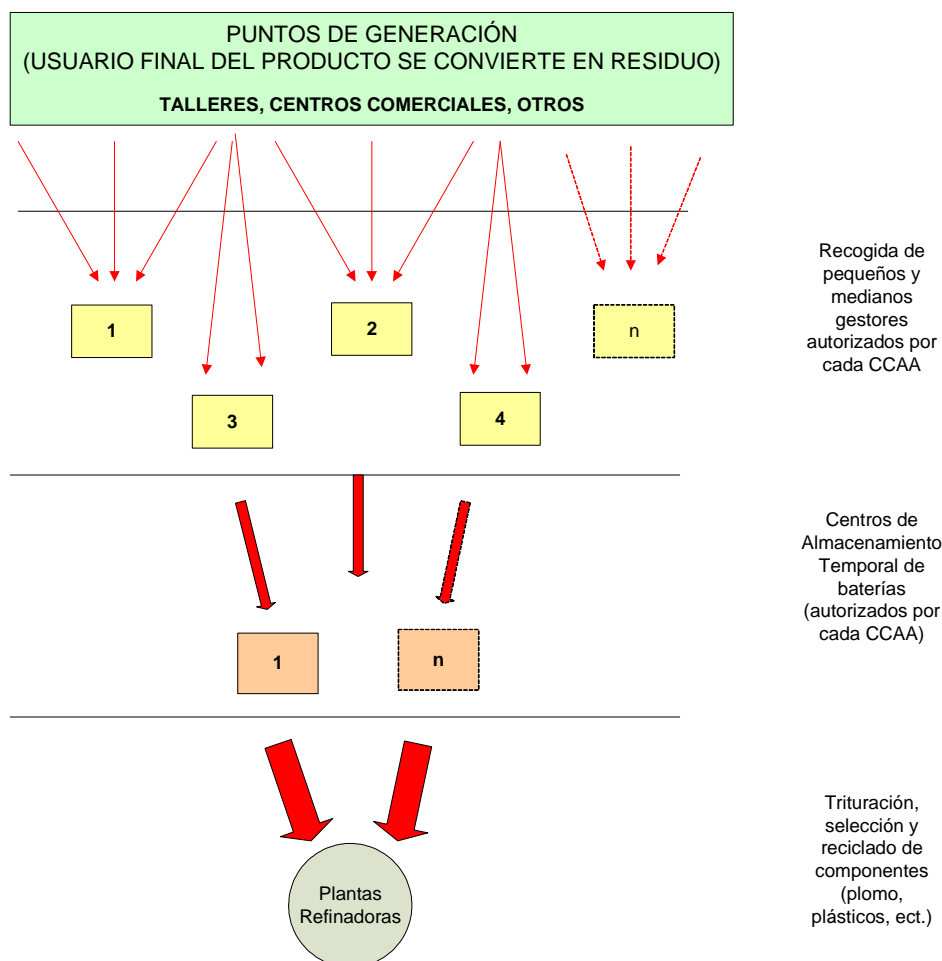 PUNTOS DE GENERACIÓN
(USUARIO FINAL DEL PRODUCTO SE CONVIERTE EN RESIDUO)
TALLERES, CENTROS COMERCIALES, OTROS
Recogida de
pequeños y
medianos
gestores
autorizados por
cada CCAA
1
2
n
3
4
Centros de
Almacenamiento
Temporal de
baterías
(autorizados por
cada CCAA)
1
n
Trituración,
selección y
reciclado de
componentes
(plomo,
plásticos, ect.)
Plantas
Refinadoras